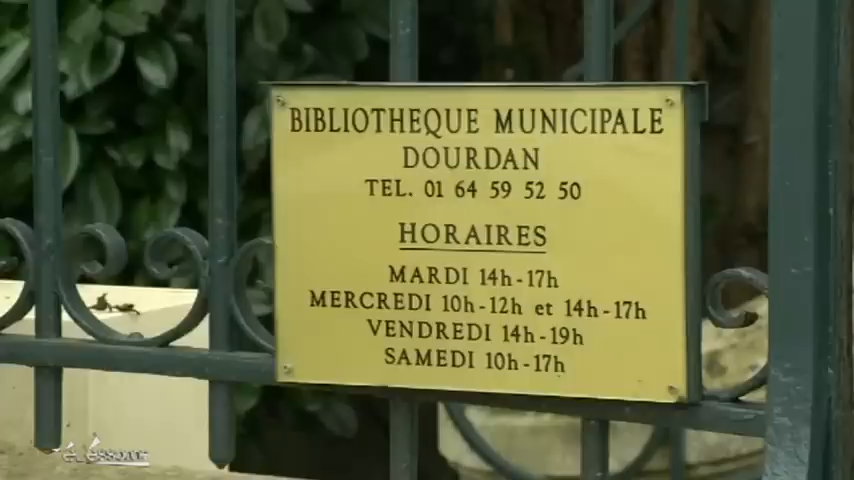 BIBLIOTHEQUE MUNICIPALE
DOURDAN
TEL. 01 64 59 52 50
HORAIRES
MARDI 14h-17h
MERCREDI 10h-12h et 14h-17h
VENDREDI 14h-19h
SAMEDI 10h-17h